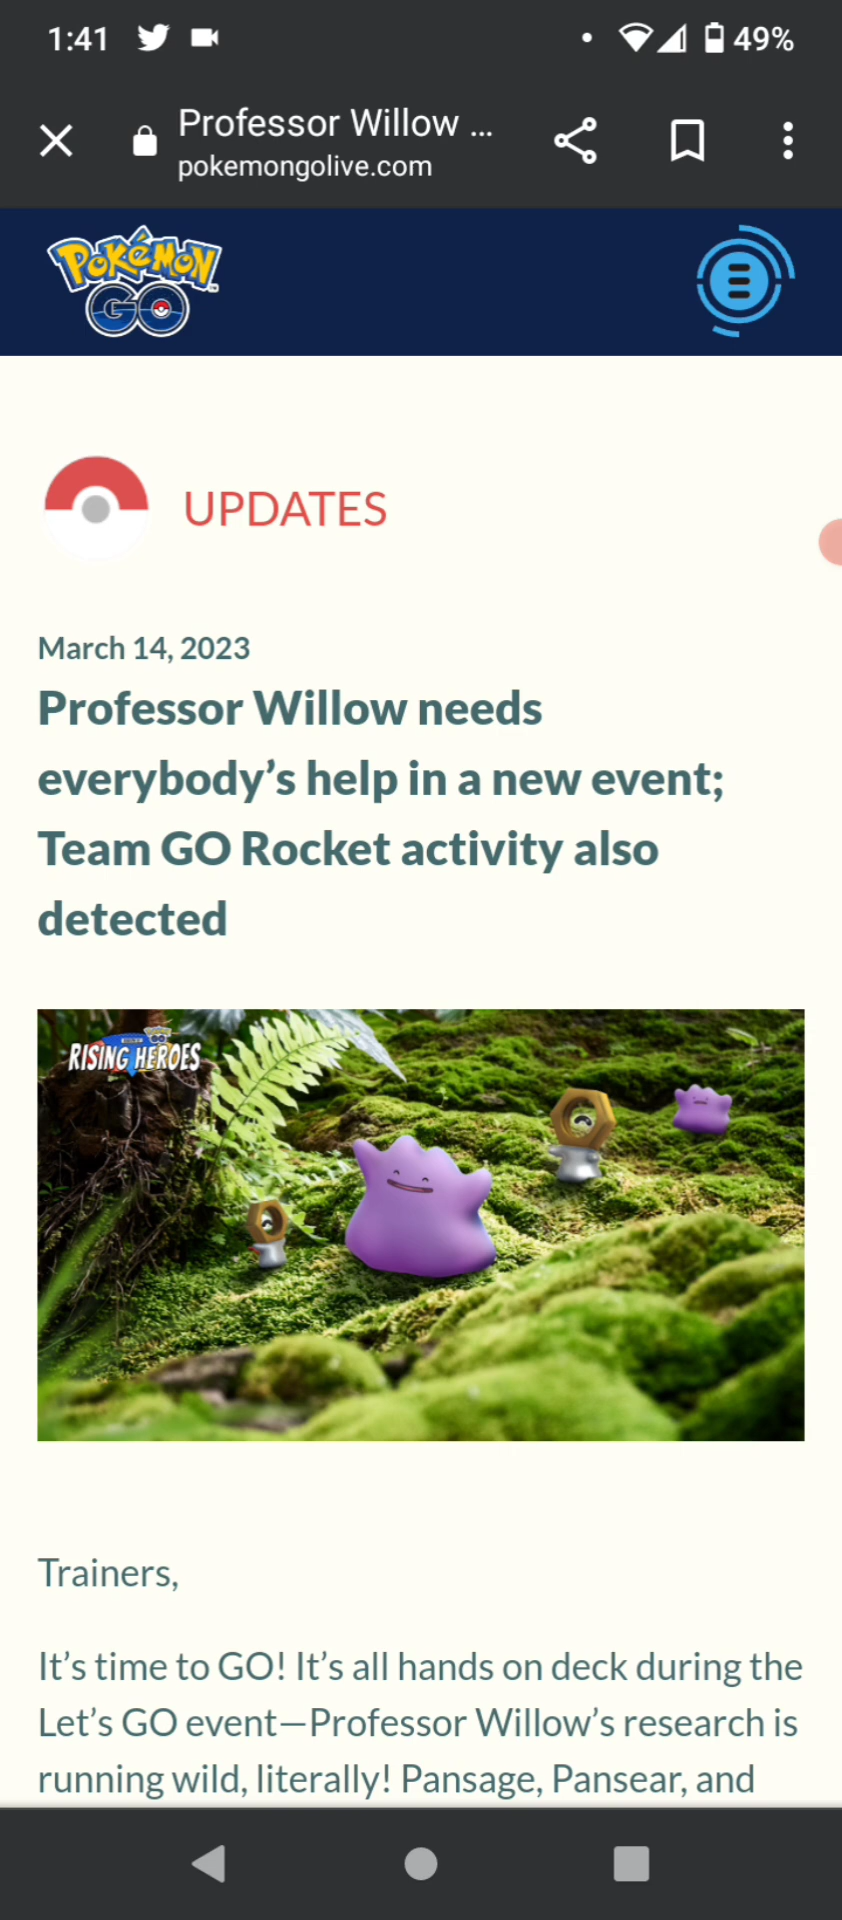 1:41
49%
Professor Willow ...
pokemongolive.com
POKéMON
GO
UPDATES
March 14, 2023
Professor Willow needs
everybody’s help in a new event;
Team GO Rocket activity also
detected
GO
RISING HEROES
Trainers,
It’s time to GO! It’s all hands on deck during the
Let’s GO event—Professor Willow’s research is
running wild, literally! Pansage, Pansear, and